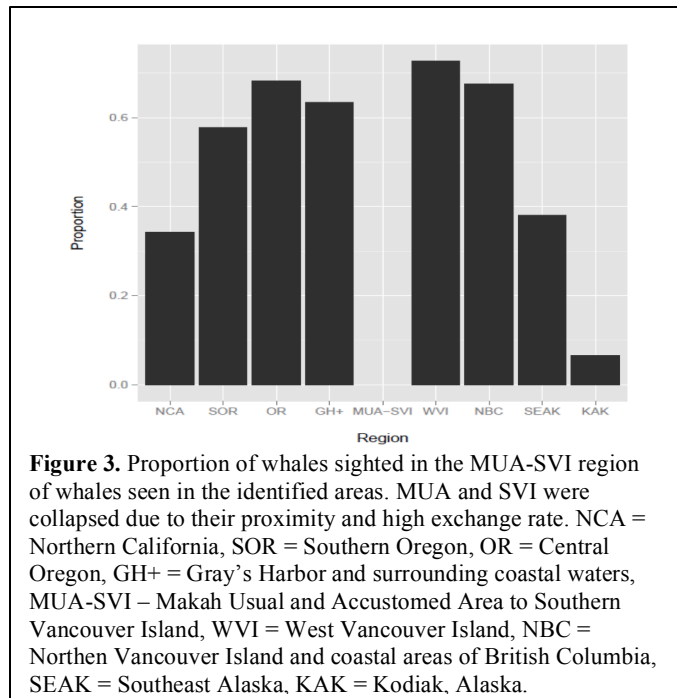 0.6
0.4
0.2
0.0
Proportion
NCA SOR OR GH+ MUA-SVI WVI NBC SEAK KAK
Region
Figure 3. Proportion of whales sighted in the MUA-SVI region
of whales seen in the identified areas. MUA and SVI were
collapsed due to their proximity and high exchange rate. NCA =
Northern California, SOR = Southern Oregon, OR = Central
Oregon, GH+ = Gray's Harbor and surrounding coastal waters,
MUA-SVI – Makah Usual and Accustomed Area to Southern
Vancouver Island, WVI = West Vancouver Island, NBC =
Northen Vancouver Island and coastal areas of British Columbia,
SEAK = Southeast Alaska, KAK = Kodiak, Alaska.